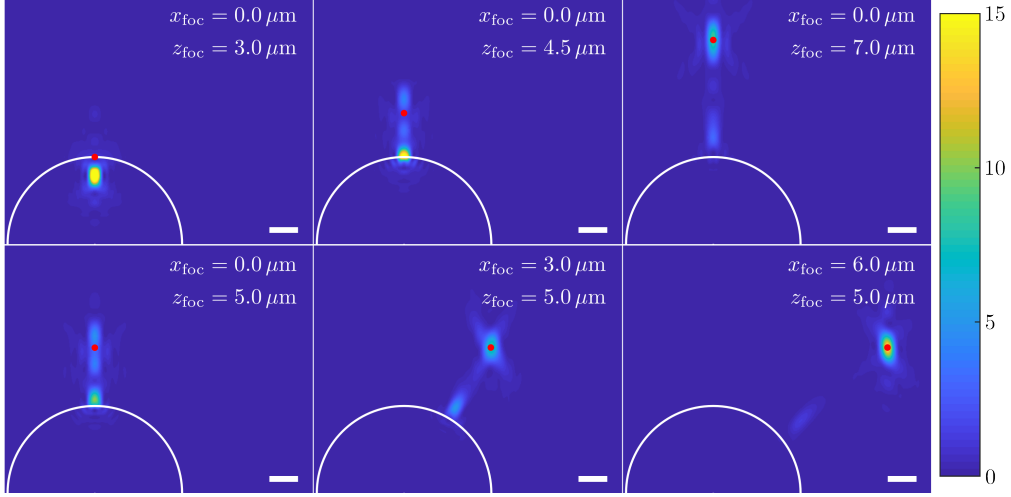 x_foc = 0.0 μm
z_foc = 3.0 μm
x_foc = 0.0 μm
z_foc = 4.5 μm
x_foc = 0.0 μm
z_foc = 7.0 μm
x_foc = 0.0 μm
z_foc = 5.0 μm
x_foc = 3.0 μm
z_foc = 5.0 μm
x_foc = 6.0 μm
z_foc = 5.0 μm
15
10
5
0